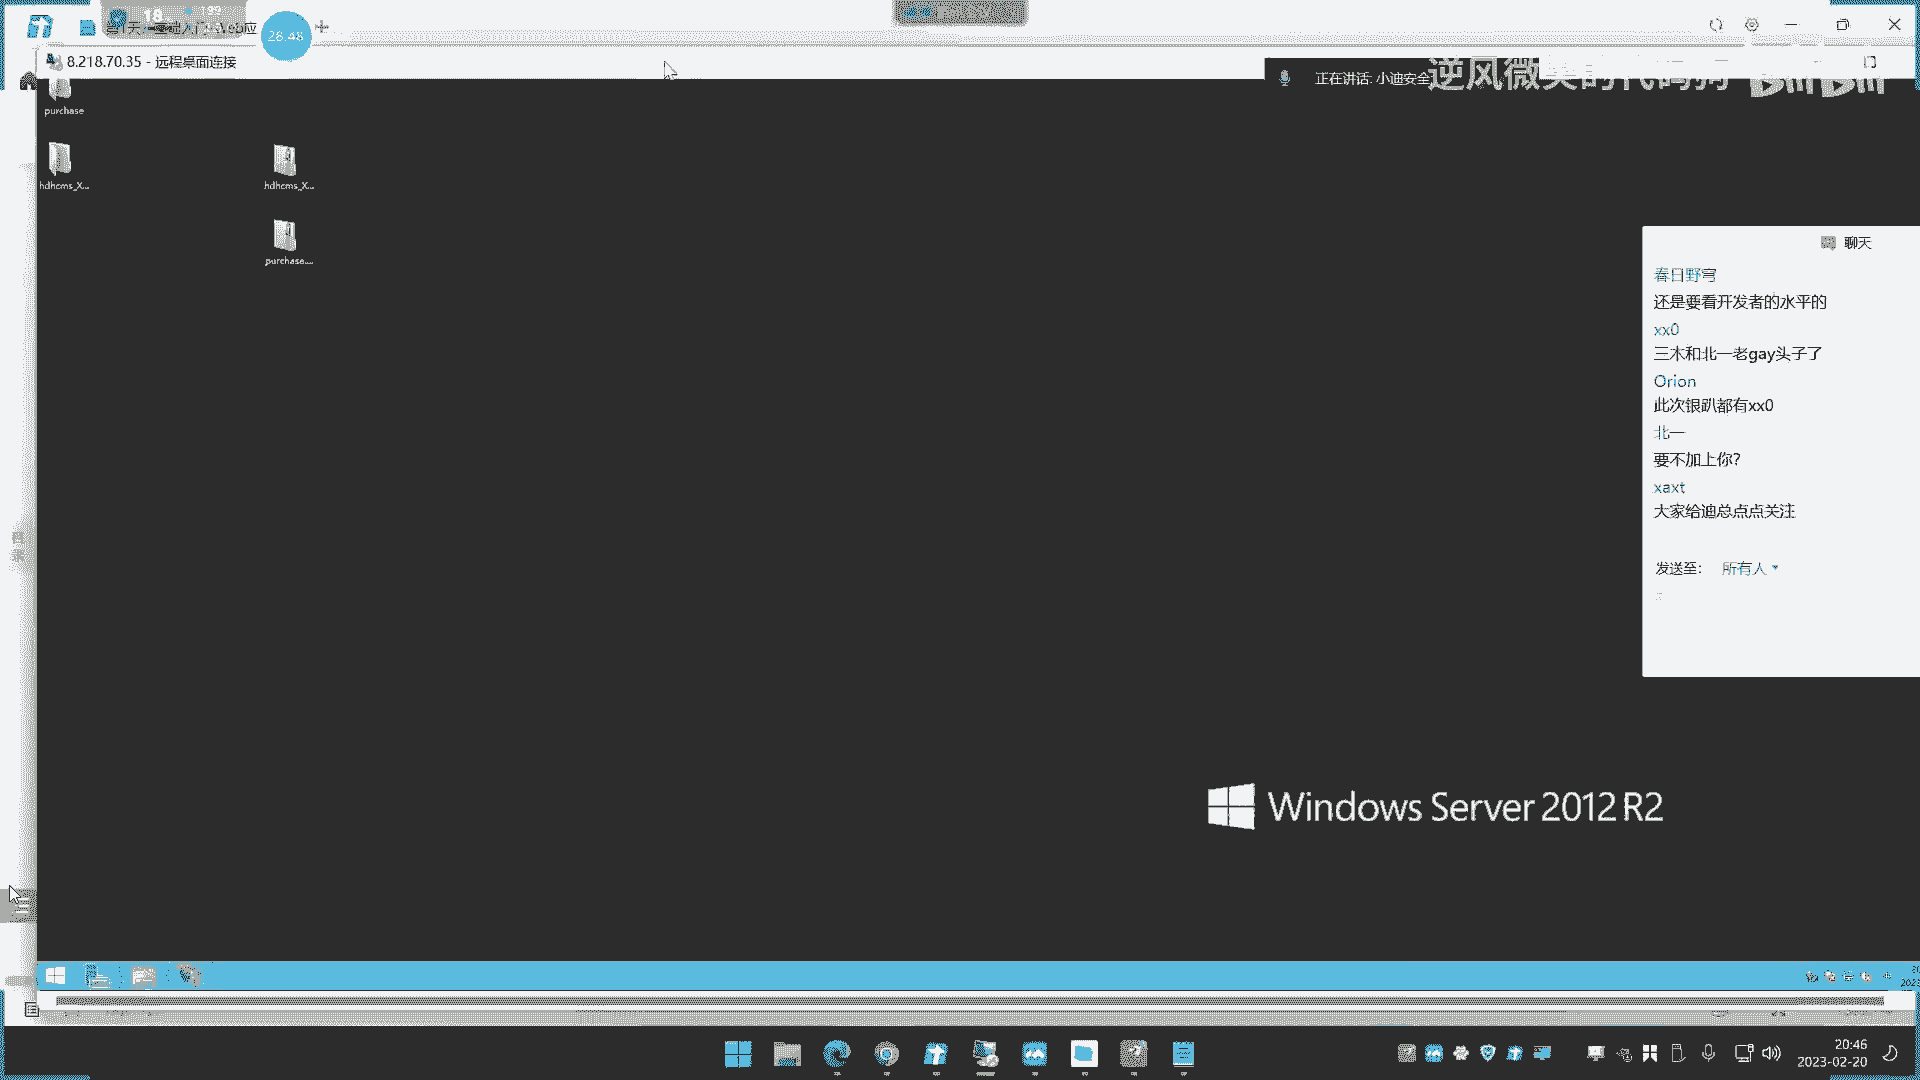 18
199
28:48
8.218.70.35 - 远程桌面连接
正在讲话: 小迪安全
逆风微笑的代码狗
purchase
hdhcms_X...
hdhcms_X...
purchase....
聊天
春日野穹
还是要看开发者的水平的
xx0
三木和北一老gay头子了
Orion
此次银趴都有xx0
北一
要不加上你?
xaxt
大家给迪总点点关注
发送至:
所有人
Windows Server 2012 R2
20:46
2023-02-20